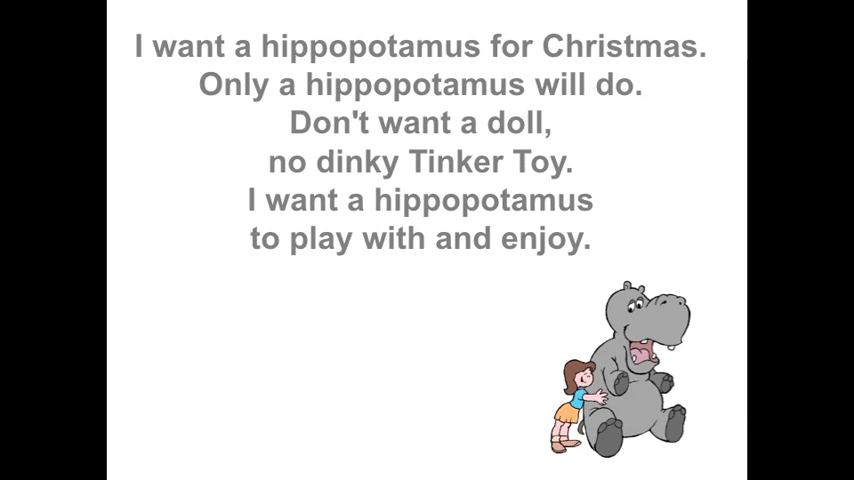 I want a hippopotamus for Christmas.
Only a hippopotamus will do.
Don't want a doll,
no dinky Tinker Toy.
I want a hippopotamus
to play with and enjoy.